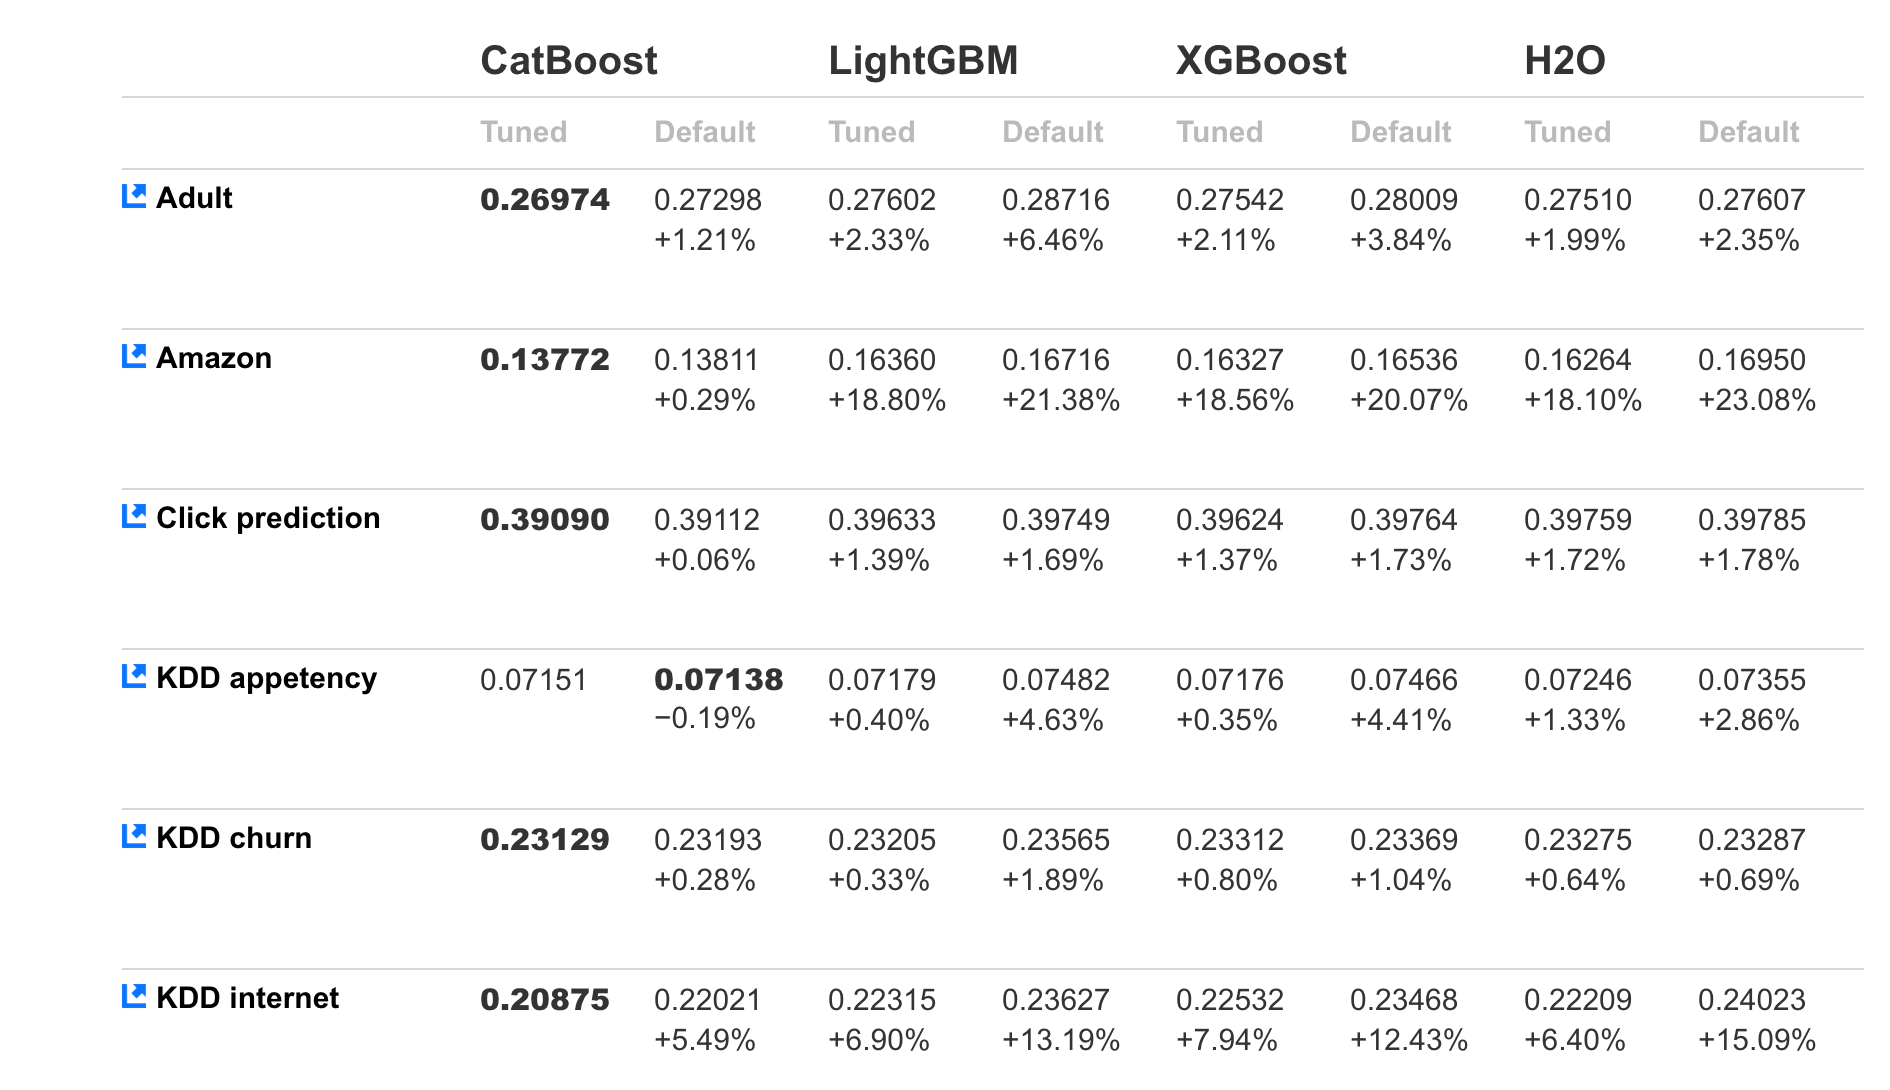 CatBoost LightGBM XGBoost H2O
Tuned Default Tuned Default Tuned Default Tuned Default
Adult 0.26974 0.27298 0.27602 0.28716 0.27542 0.28009 0.27510 0.27607
+1.21% +2.33% +6.46% +2.11% +3.84% +1.99% +2.35%
Amazon 0.13772 0.13811 0.16360 0.16716 0.16327 0.16536 0.16264 0.16950
+0.29% +18.80% +21.38% +18.56% +20.07% +18.10% +23.08%
Click prediction 0.39090 0.39112 0.39633 0.39749 0.39624 0.39764 0.39759 0.39785
+0.06% +1.39% +1.69% +1.37% +1.73% +1.72% +1.78%
KDD appetency 0.07151 0.07138 0.07179 0.07482 0.07176 0.07466 0.07246 0.07355
−0.19% +0.40% +4.63% +0.35% +4.41% +1.33% +2.86%
KDD churn 0.23129 0.23193 0.23205 0.23565 0.23312 0.23369 0.23275 0.23287
+0.28% +0.33% +1.89% +0.80% +1.04% +0.64% +0.69%
KDD internet 0.20875 0.22021 0.22315 0.23627 0.22532 0.23468 0.22209 0.24023
+5.49% +6.90% +13.19% +7.94% +12.43% +6.40% +15.09%